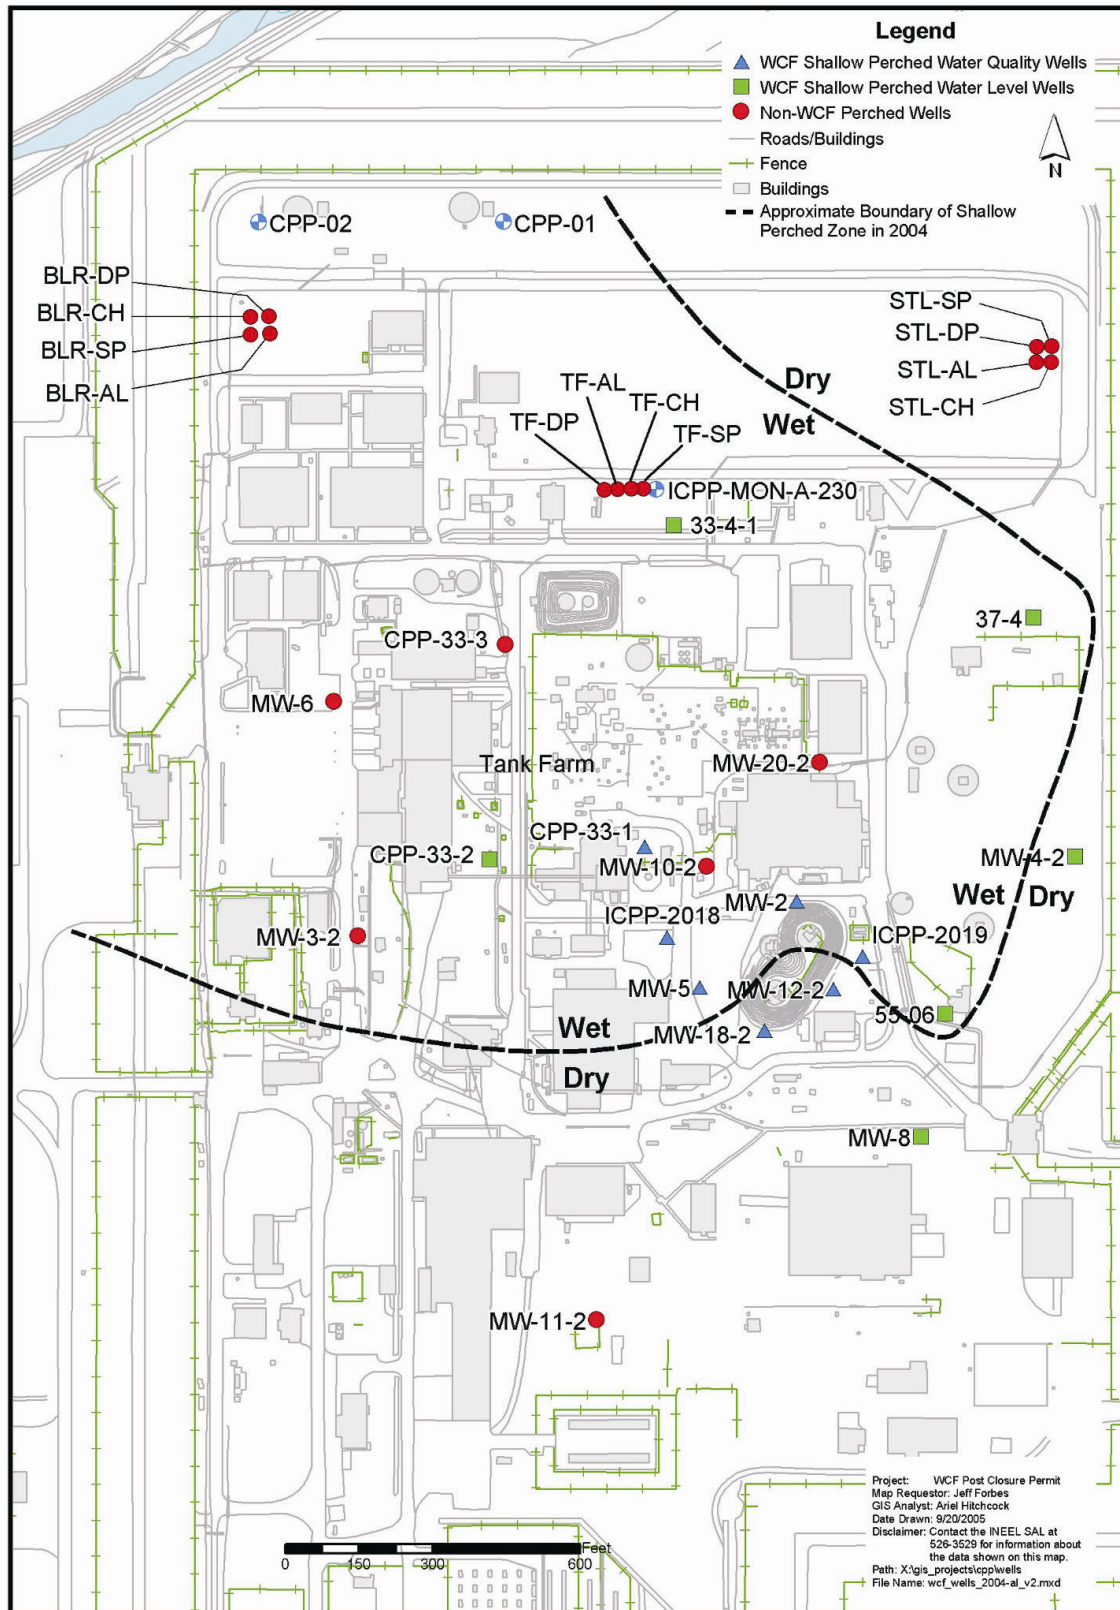 Legend
WCF Shallow Perched Water Quality Wells
WCF Shallow Perched Water Level Wells
Non-WCF Perched Wells
Roads/Buildings
Fence
Buildings
Approximate Boundary of Shallow
Perched Zone in 2004
N
CPP-02
CPP-01
BLR-DP
BLR-CH
BLR-SP
BLR-AL
STL-SP
STL-DP
STL-AL
STL-CH
Dry
Wet
TF-AL
TF-CH
TF-DP
TF-SP
ICPP-MON-A-230
33-4-1
37-4
CPP-33-3
MW-6
Tank Farm
MW-20-2
CPP-33-1
CPP-33-2
MW-10-2
MW-4-2
MW-2
Wet
Dry
ICPP-2018
ICPP-2019
MW-3-2
MW-5
MW-12-2
55-06
Wet
MW-18-2
Dry
MW-8
MW-11-2
Project: WCF Post Closure Permit
Map Requestor: Jeff Forbes
GIS Analyst: Ariel Hitchcock
Date Drawn: 9/20/2005
Disclaimer: Contact the INEEL SAL at
526-3529 for information about
the data shown on this map.
Path: X:\gis_projects\cpp\wells
File Name: wcf_wells_2004-al_v2.mxd
Feet
0 150 300 600